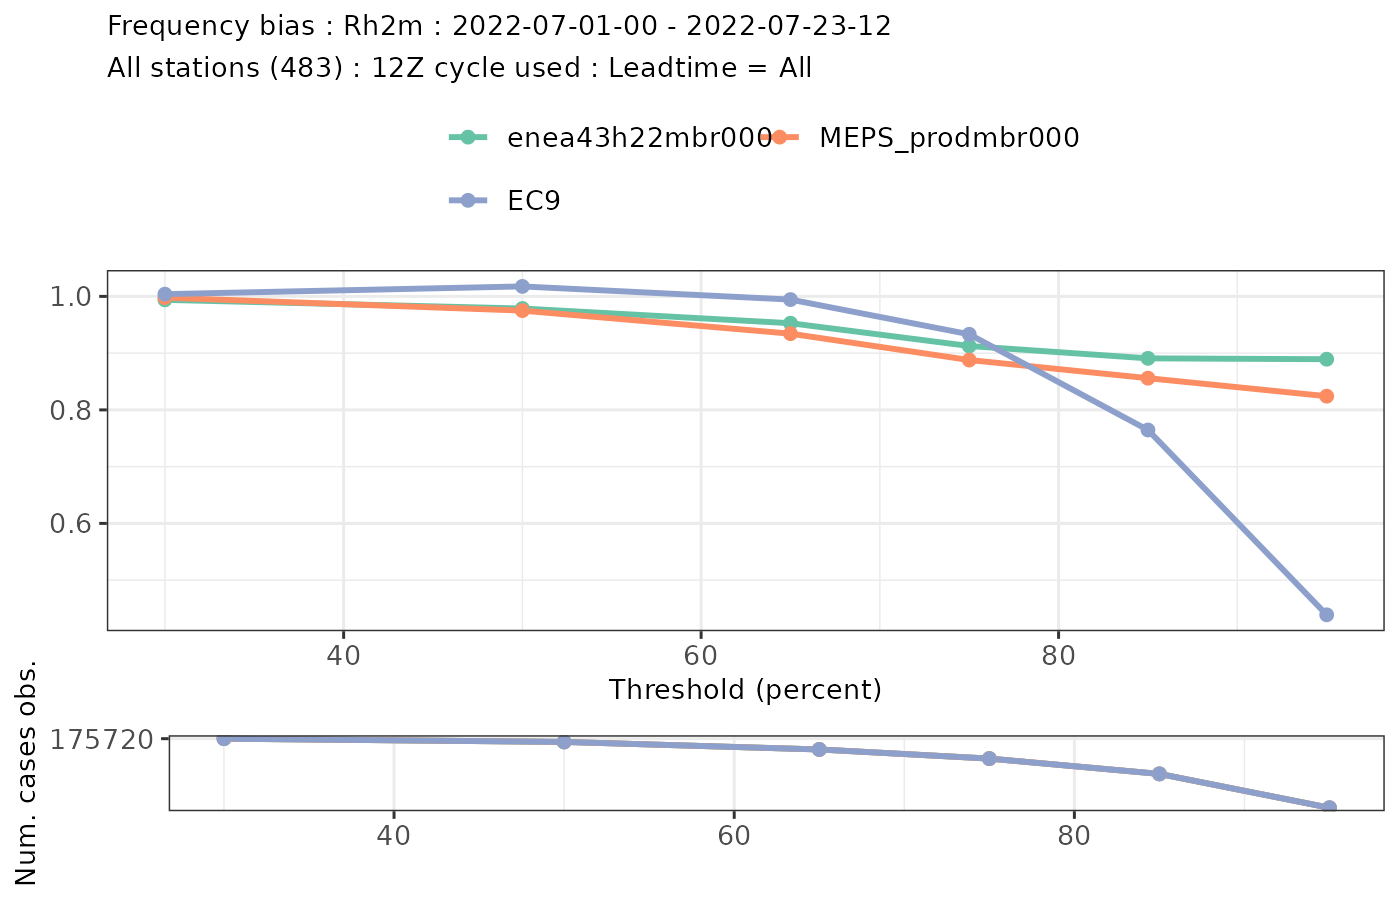 Frequency bias : Rh2m : 2022-07-01-00 - 2022-07-23-12
All stations (483) : 12Z cycle used : Leadtime = All
enea43h22mbr000 MEPS_prodmbr000
EC9
1.0
0.8
0.6
40 60 80
Threshold (percent)
Num. cases obs.
175720
40 60 80